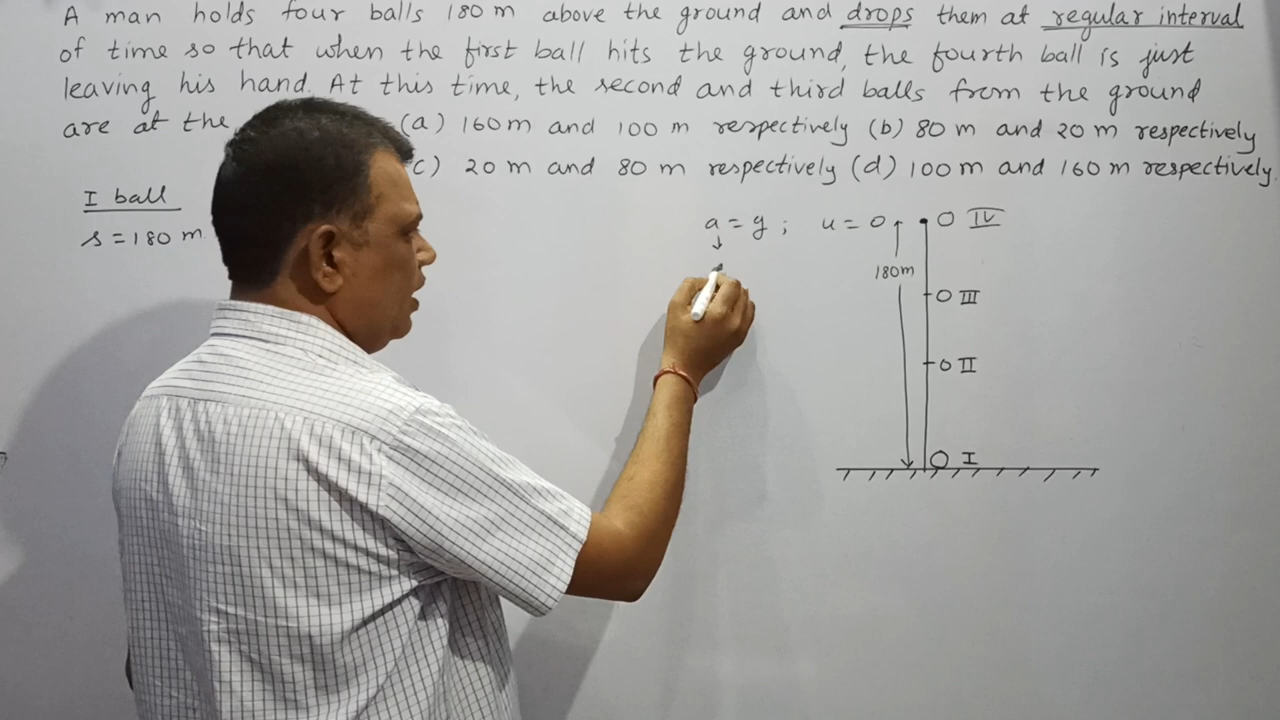 A man holds four balls 180 m above the ground and drops them at regular interval
of time so that when the first ball hits the ground, the fourth ball is just
leaving his hand. At this time, the second and third balls from the ground
are at the (a) 160 m and 100 m respectively (b) 80 m and 20 m respectively
c) 20 m and 80 m respectively (d) 100 m and 160 m respectively.
I ball
s = 180 m.
a = g ; u = 0
O IV
180m
O III
O II
O I